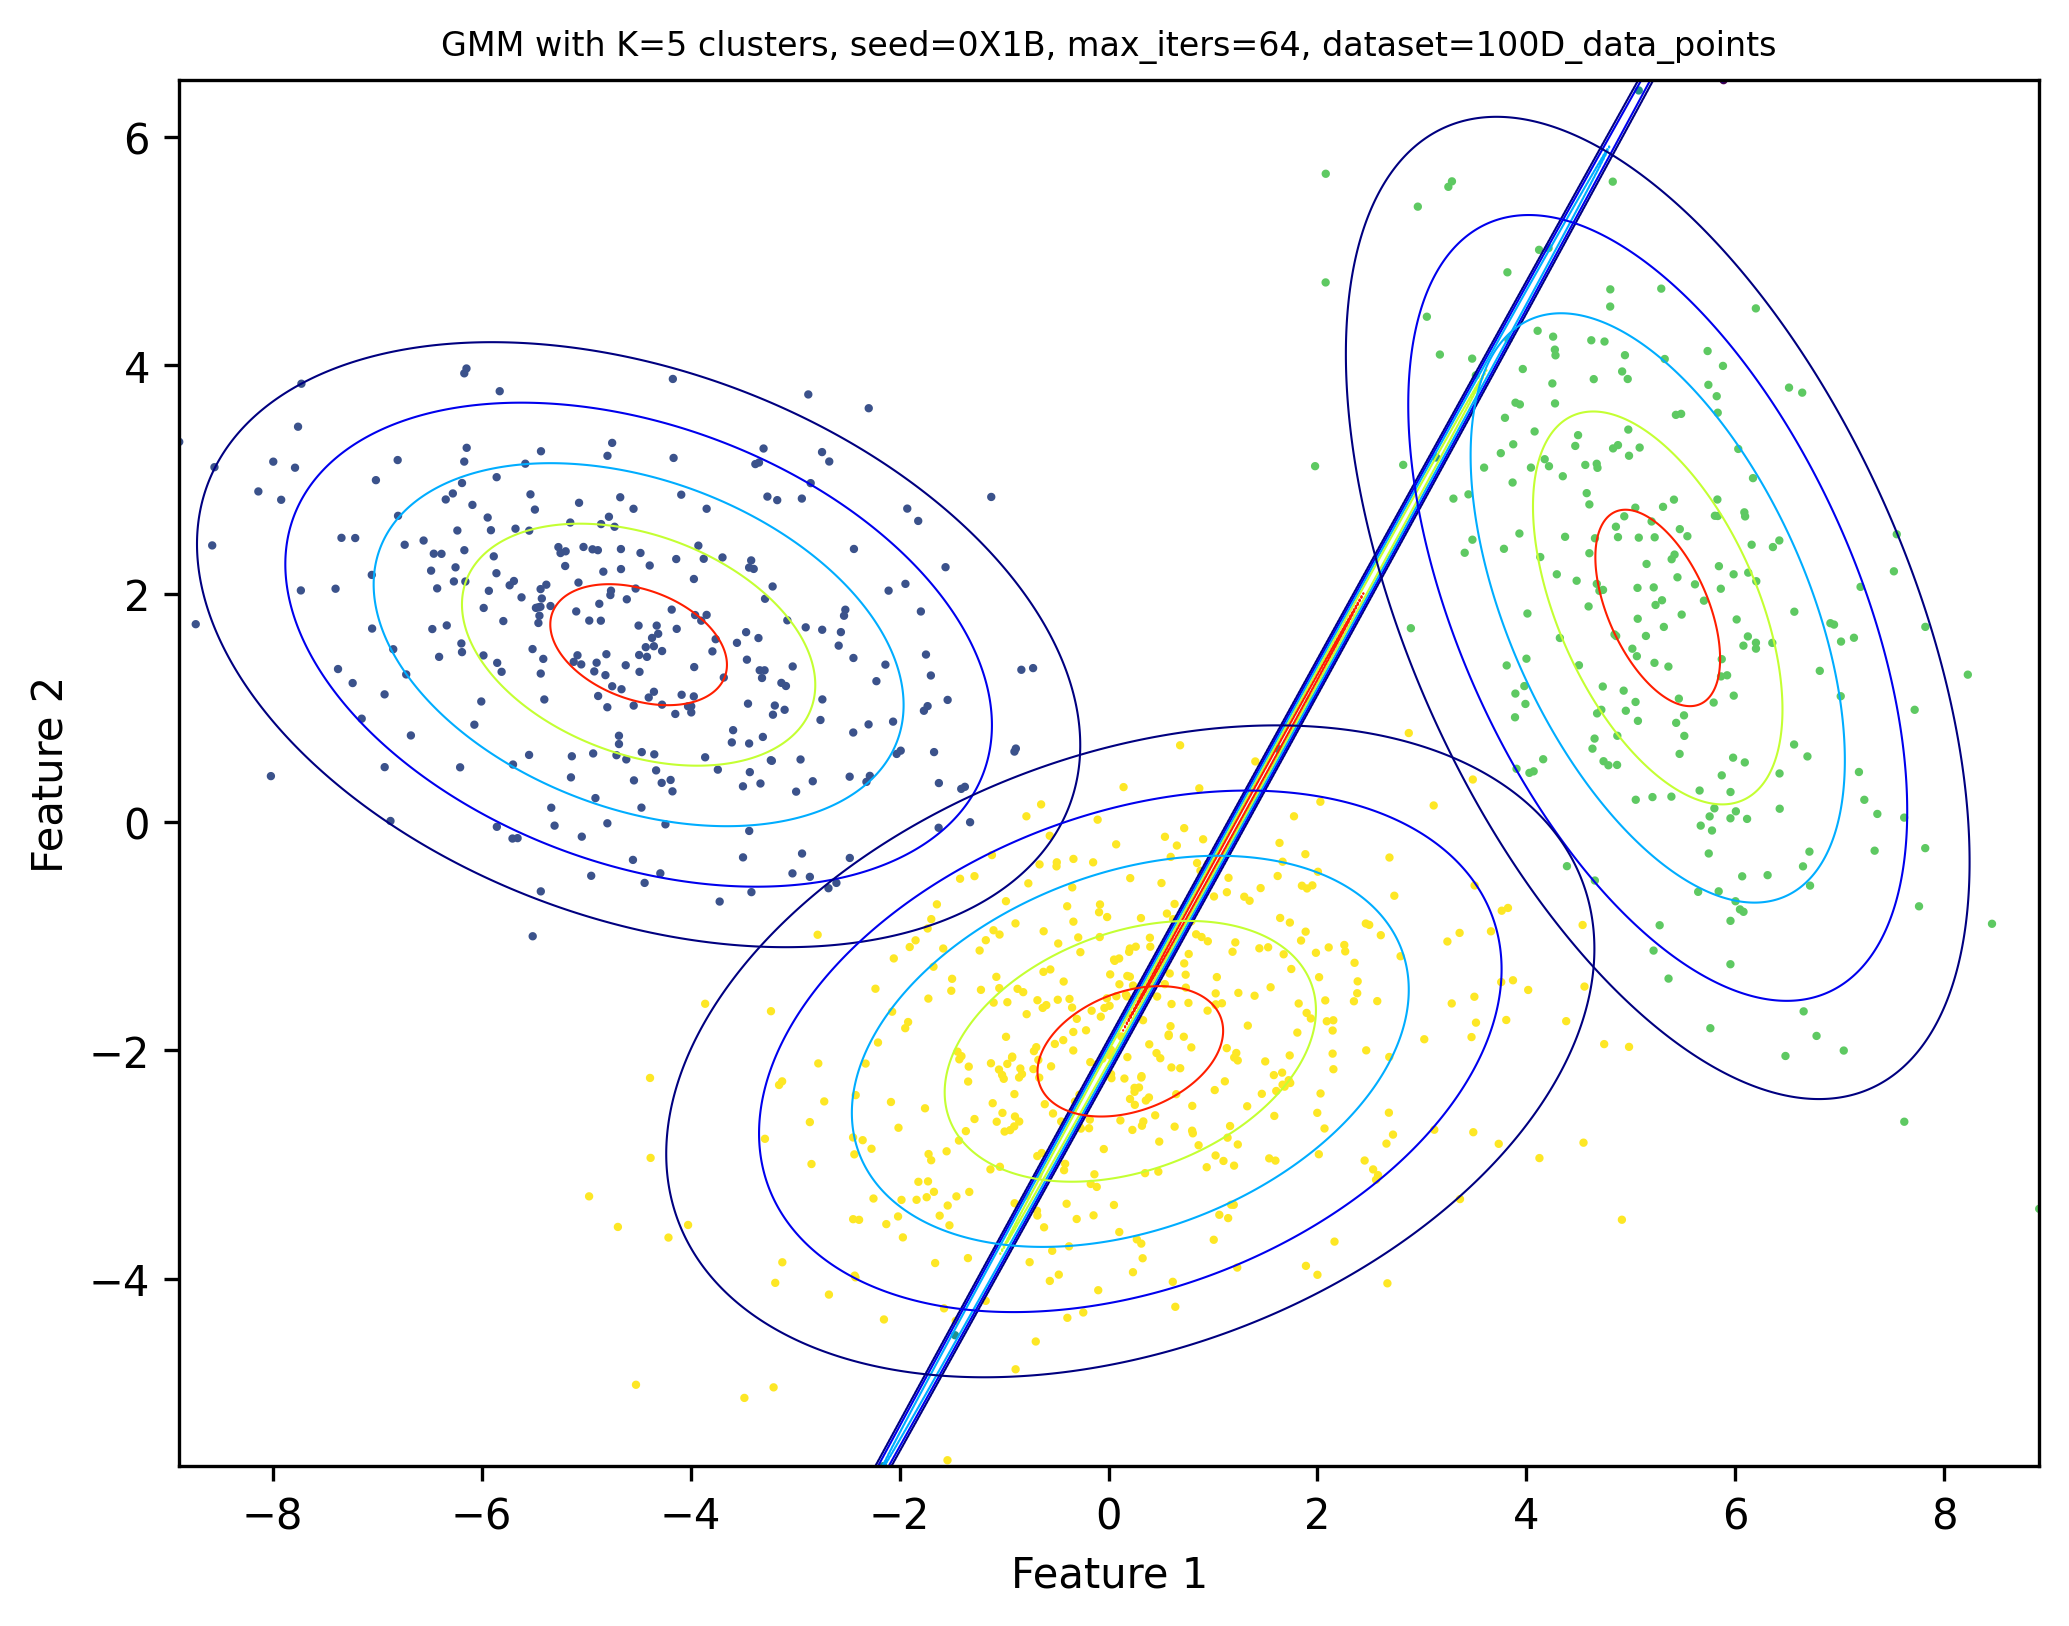 GMM with K=5 clusters, seed=0X1B, max_iters=64, dataset=100D_data_points
6
4
2
0
−2
−4
Feature 2
−8 −6 −4 −2 0 2 4 6 8
Feature 1